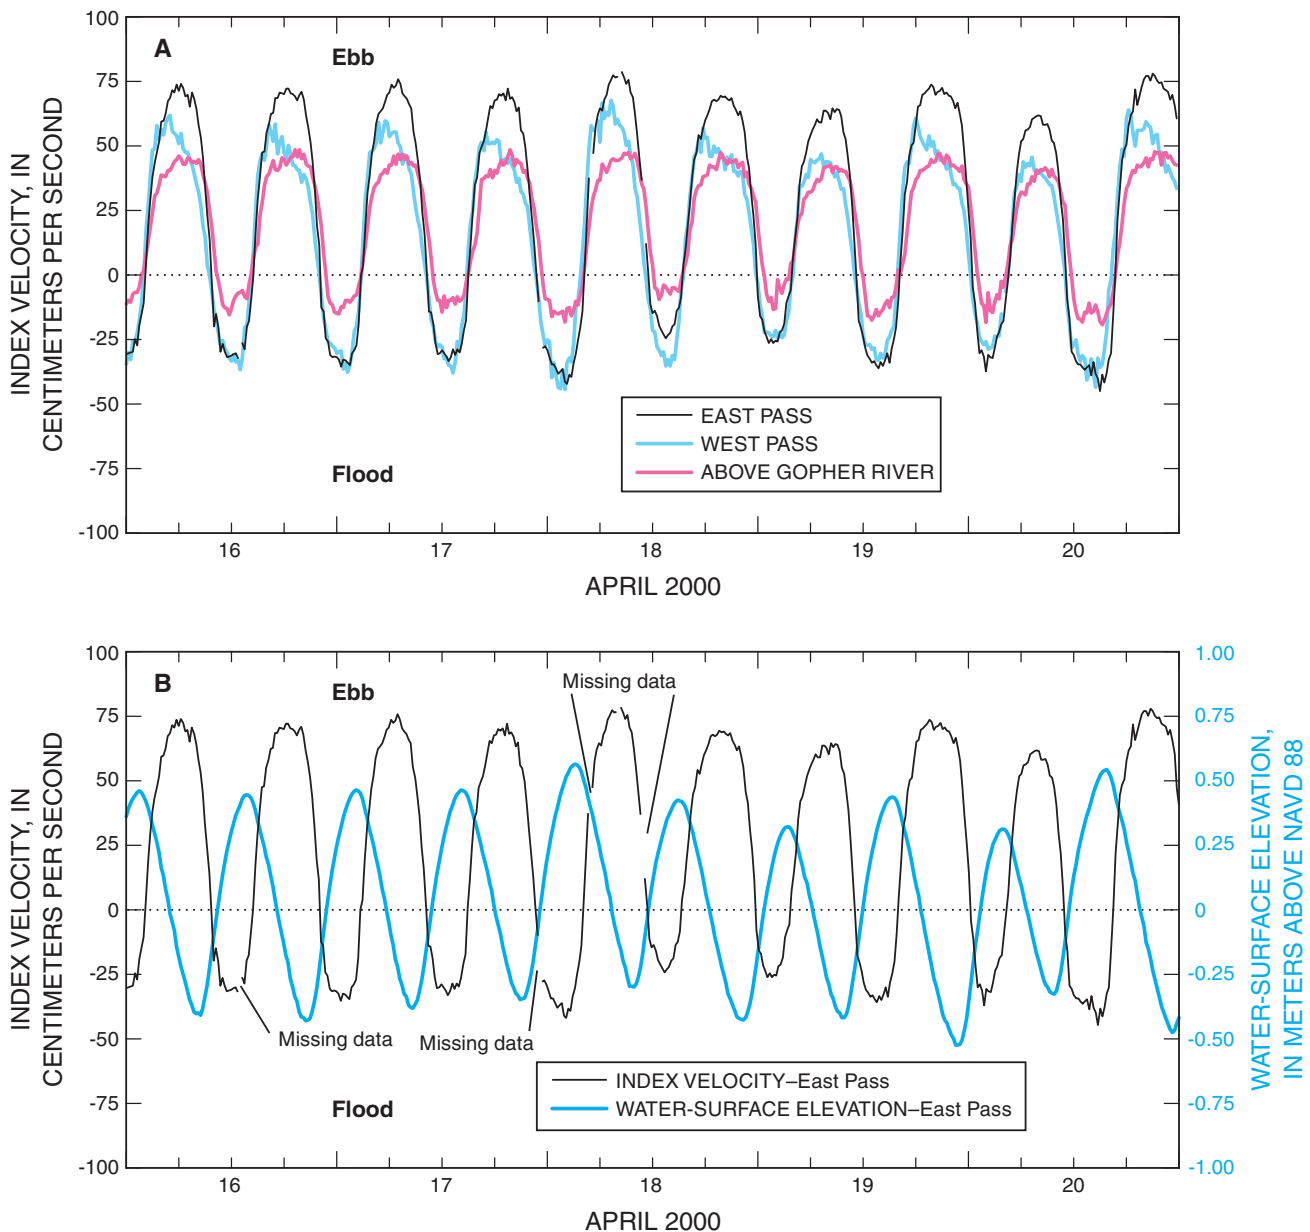 A
Ebb
100
75
50
25
0
-25
-50
-75
-100
INDEX VELOCITY, IN
CENTIMETERS PER SECOND
EAST PASS
WEST PASS
ABOVE GOPHER RIVER
Flood
16
17
18
19
20
APRIL 2000
B
Ebb
Missing data
100
75
50
25
0
-25
-50
-75
-100
INDEX VELOCITY, IN
CENTIMETERS PER SECOND
1.00
0.75
0.50
0.25
0
-0.25
-0.50
-0.75
-1.00
WATER-SURFACE ELEVATION,
IN METERS ABOVE NAVD 88
Missing data
Missing data
INDEX VELOCITY–East Pass
WATER-SURFACE ELEVATION–East Pass
Flood
16
17
18
19
20
APRIL 2000